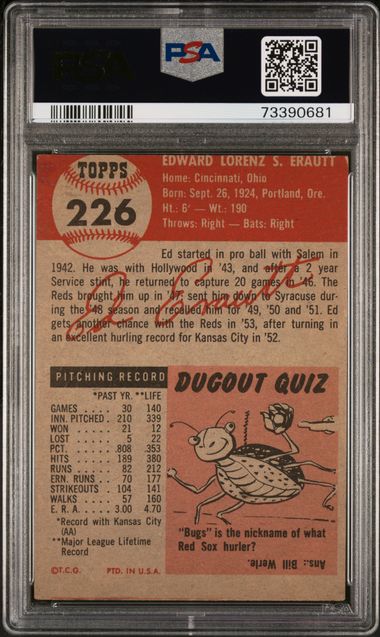 PSA
PSA
73390681
TOPPS
226
EDWARD LORENZ S. ERAUTT
Home: Cincinnati, Ohio
Born: Sept. 26, 1924, Portland, Ore.
Ht.: 6' — Wt.: 190
Throws: Right — Bats: Right
Ed started in pro ball with Salem in
1942. He was with Hollywood in '43, and after a 2 year
Service stint, he returned to capture 20 games in '46. The
Reds brought him up in '47, sent him down to Syracuse dur-
ing the '48 season and recalled him for '49, '50 and '51. Ed
gets another chance with the Reds in '53, after turning in
an excellent hurling record for Kansas City in '52.
Ed Erautt
PITCHING RECORD
*PAST YR. **LIFE
GAMES . . . . 30 140
INN. PITCHED . 210 339
WON . . . . 21 12
LOST . . . . 5 22
PCT. . . . . .808 .353
HITS . . . . 189 380
RUNS . . . . 82 212
ERN. RUNS . . 70 177
STRIKEOUTS . . 104 141
WALKS . . . . 57 160
E. R. A. . . . 3.00 4.70
*Record with Kansas City
(AA)
**Major League Lifetime
Record
©T.C.G. PTD. IN U.S.A.
DUGOUT QUIZ
"Bugs" is the nickname of what
Red Sox hurler?
Ans.: Bill Werle.